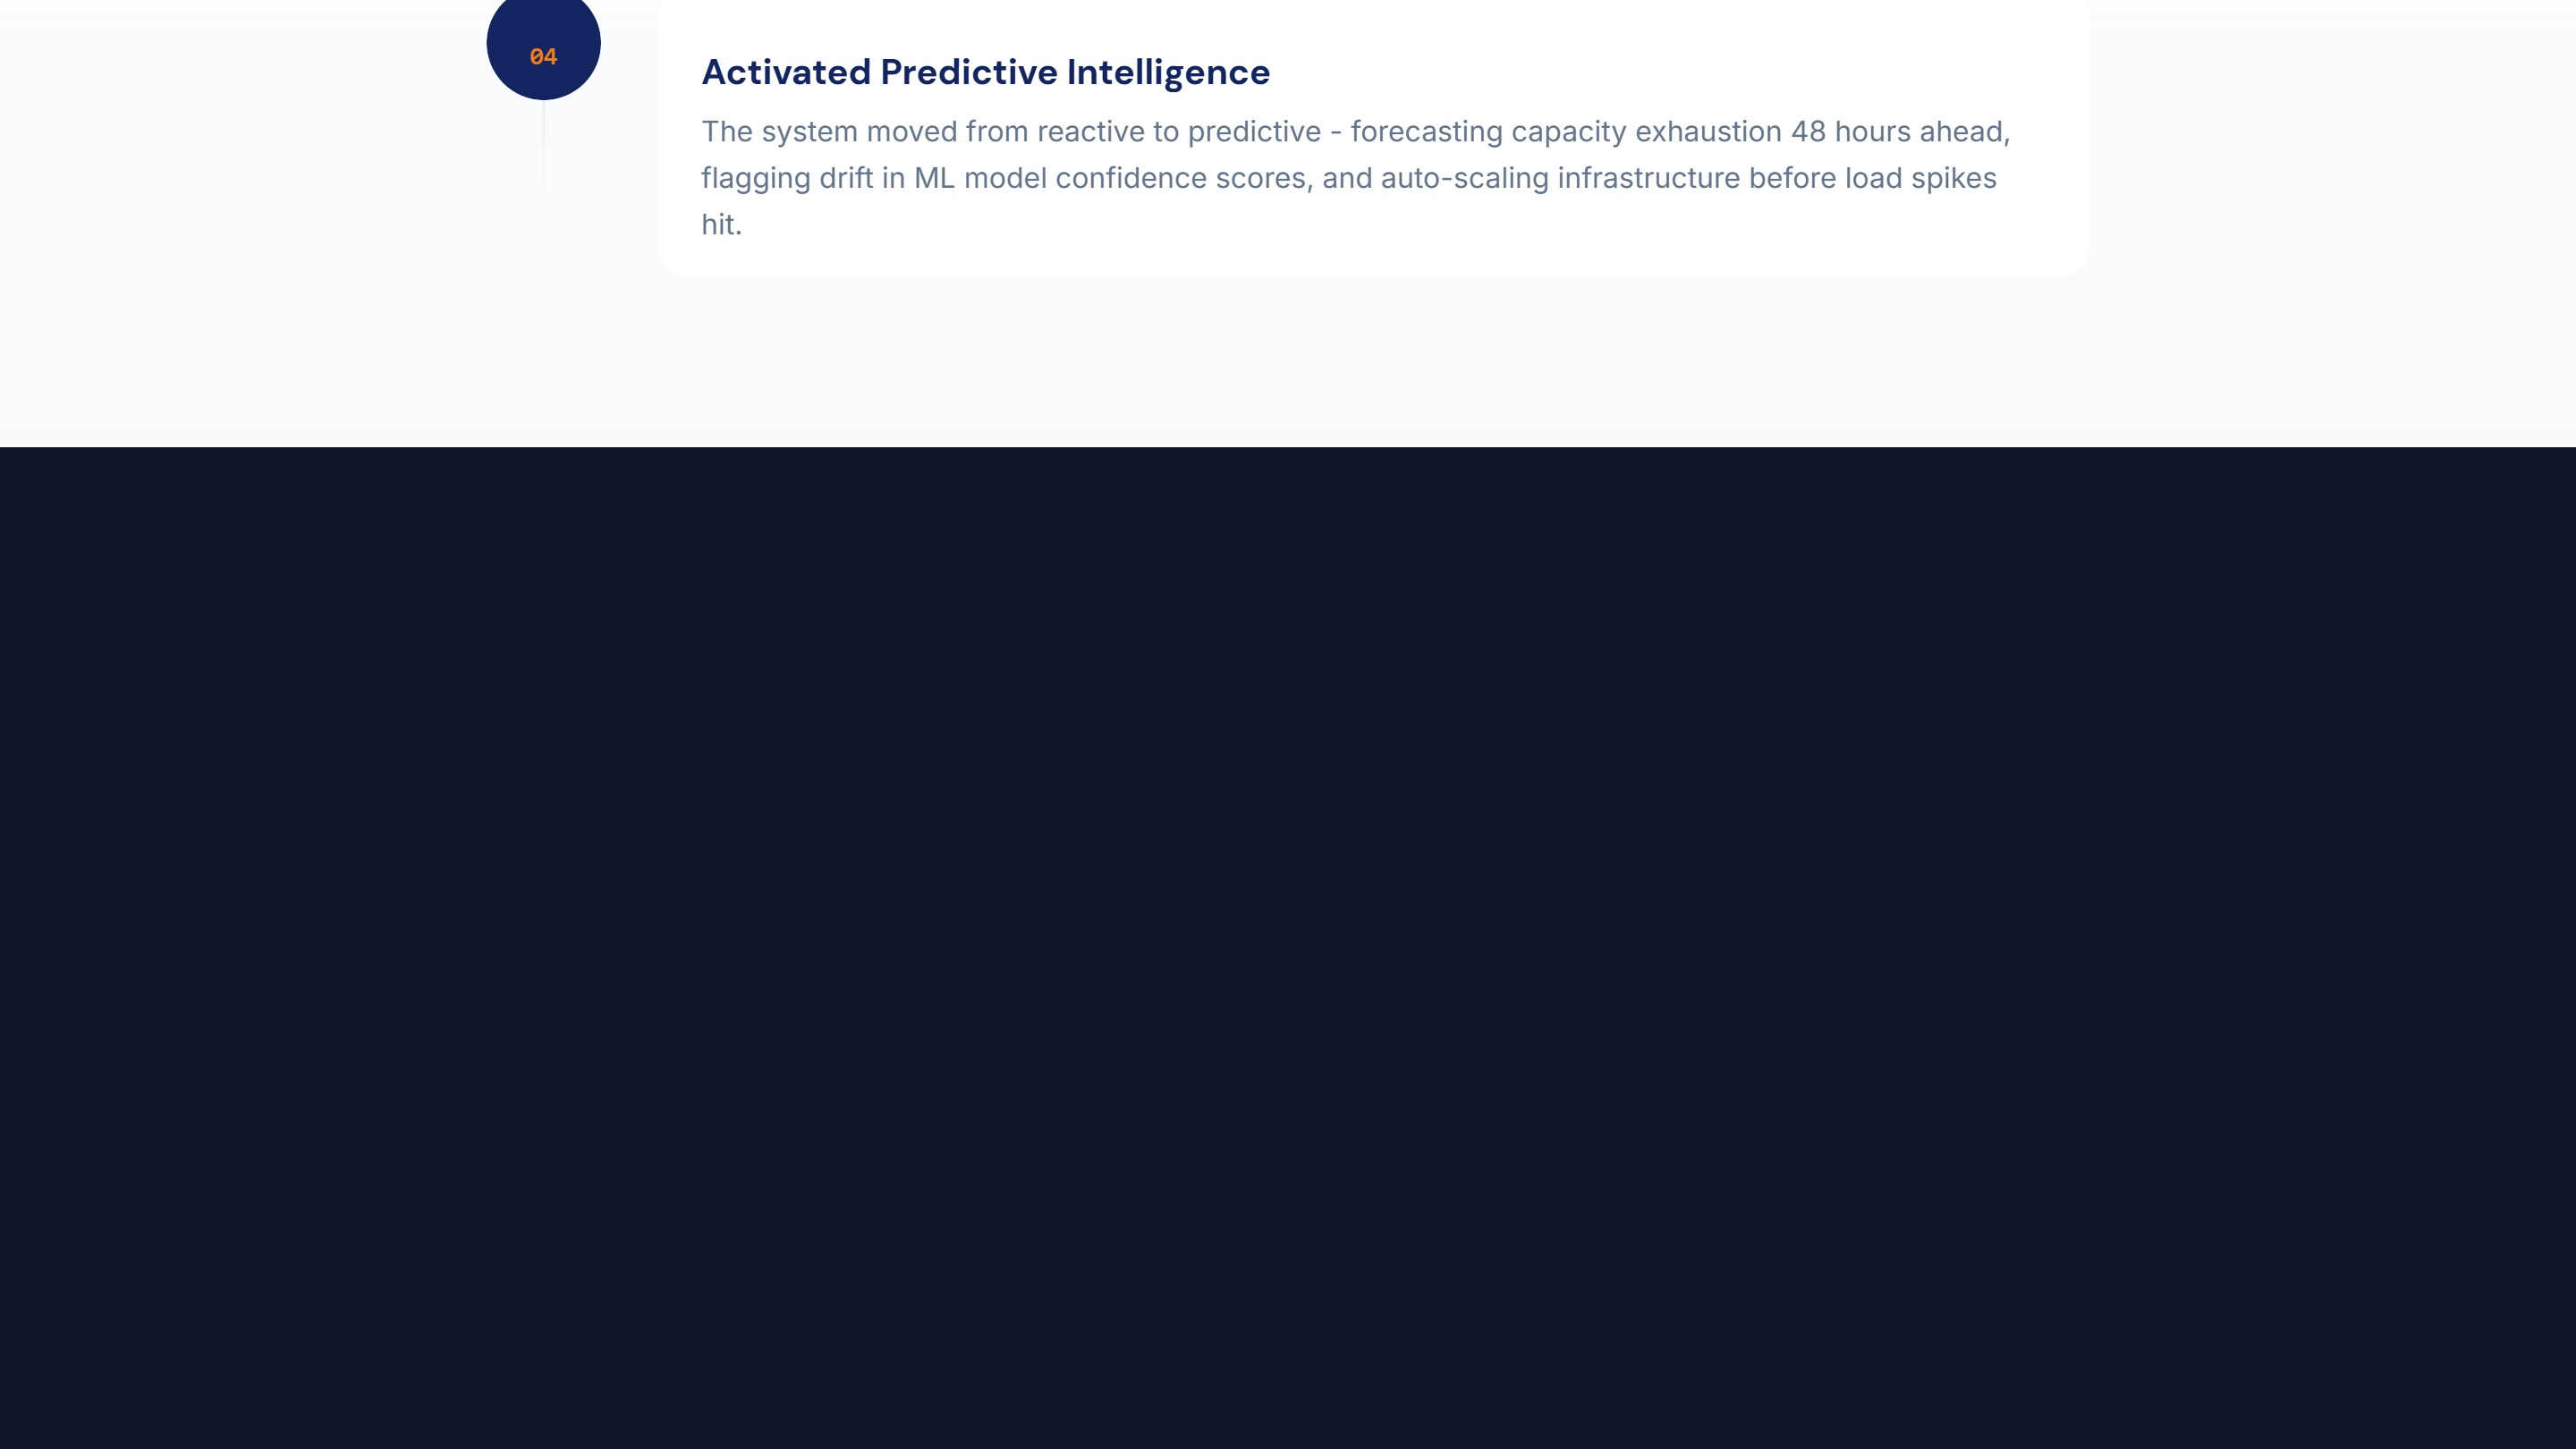 04
Activated Predictive Intelligence
The system moved from reactive to predictive - forecasting capacity exhaustion 48 hours ahead,
flagging drift in ML model confidence scores, and auto-scaling infrastructure before load spikes
hit.